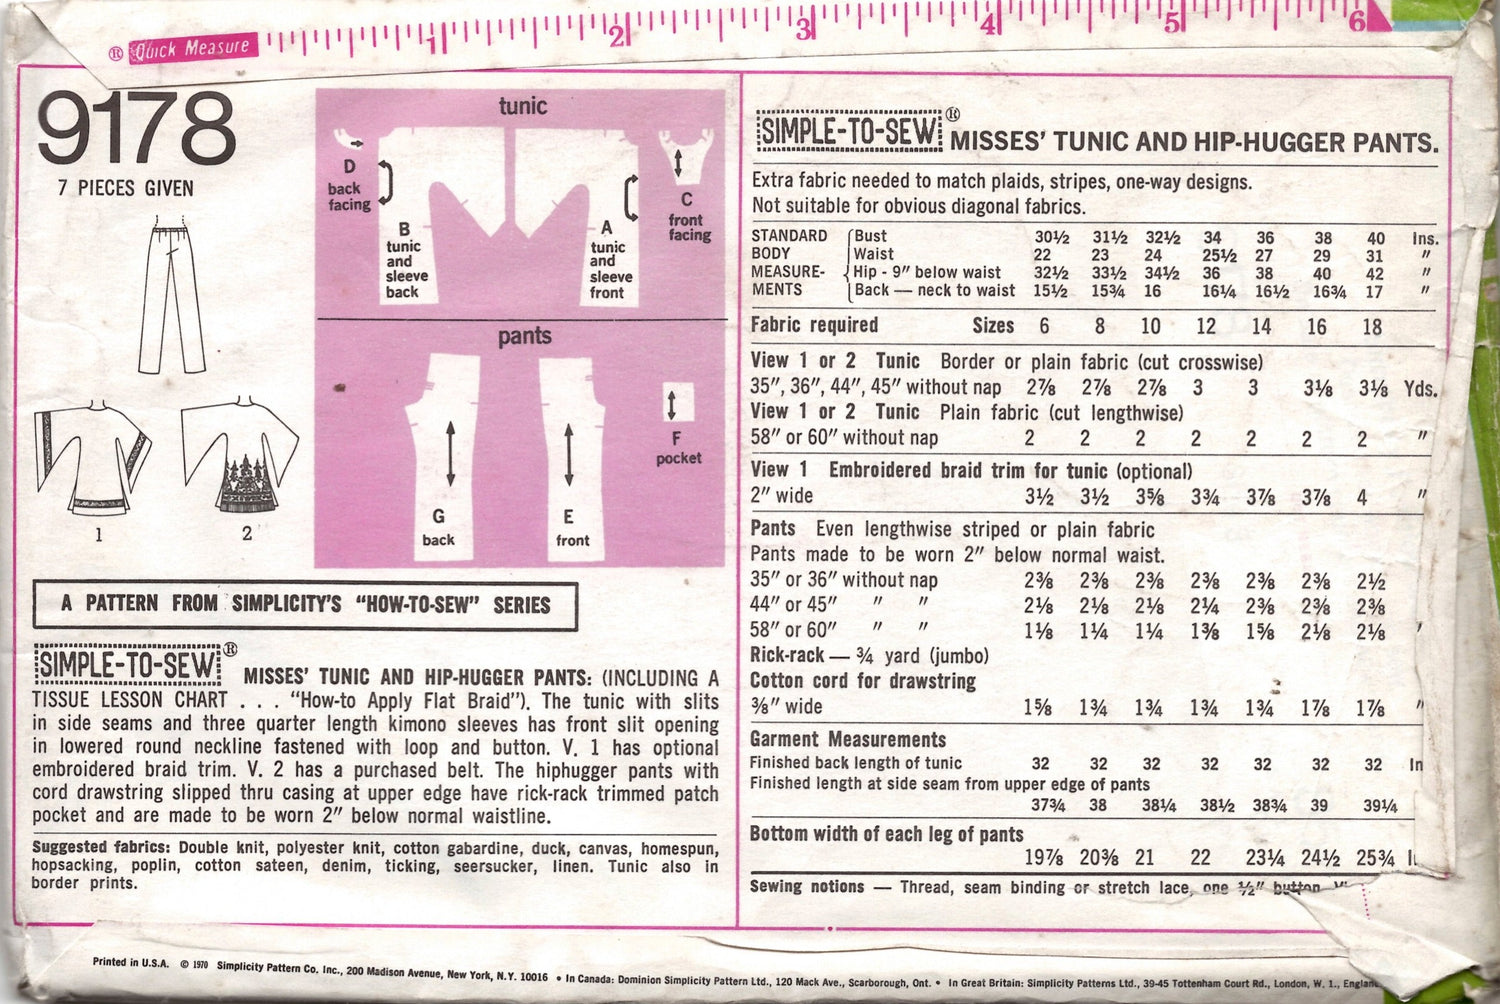 ® Quick Measure 1 2 3 4 5 6
9178
7 PIECES GIVEN
1
2
tunic
D
back
facing
B
tunic
and
sleeve
back
A
tunic
and
sleeve
front
C
front
facing
pants
G
back
E
front
F
pocket
A PATTERN FROM SIMPLICITY'S "HOW-TO-SEW" SERIES
SIMPLE-TO-SEW® MISSES' TUNIC AND HIP-HUGGER PANTS: (INCLUDING A
TISSUE LESSON CHART . . . "How-to Apply Flat Braid"). The tunic with slits
in side seams and three quarter length kimono sleeves has front slit opening
in lowered round neckline fastened with loop and button. V. 1 has optional
embroidered braid trim. V. 2 has a purchased belt. The hiphugger pants with
cord drawstring slipped thru casing at upper edge have rick-rack trimmed patch
pocket and are made to be worn 2" below normal waistline.
Suggested fabrics: Double knit, polyester knit, cotton gabardine, duck, canvas, homespun,
hopsacking, poplin, cotton sateen, denim, ticking, seersucker, linen. Tunic also in
border prints.
SIMPLE-TO-SEW® MISSES' TUNIC AND HIP-HUGGER PANTS.
Extra fabric needed to match plaids, stripes, one-way designs.
Not suitable for obvious diagonal fabrics.
STANDARD Bust 30½ 31½ 32½ 34 36 38 40 Ins.
BODY Waist 22 23 24 25½ 27 29 31 "
MEASURE- Hip - 9" below waist 32½ 33½ 34½ 36 38 40 42 "
MENTS Back — neck to waist 15½ 15¾ 16 16¼ 16½ 16¾ 17 "
Fabric required Sizes 6 8 10 12 14 16 18
View 1 or 2 Tunic Border or plain fabric (cut crosswise)
35", 36", 44", 45" without nap 2⅞ 2⅞ 2⅞ 3 3 3⅛ 3⅛ Yds.
View 1 or 2 Tunic Plain fabric (cut lengthwise)
58" or 60" without nap 2 2 2 2 2 2 2 "
View 1 Embroidered braid trim for tunic (optional)
2" wide 3½ 3½ 3⅝ 3¾ 3⅞ 3⅞ 4 "
Pants Even lengthwise striped or plain fabric
Pants made to be worn 2" below normal waist.
35" or 36" without nap 2⅜ 2⅜ 2⅜ 2⅜ 2⅜ 2⅜ 2½
44" or 45" " " 2⅛ 2⅛ 2⅛ 2¼ 2⅜ 2⅜ 2⅜
58" or 60" " " 1⅛ 1¼ 1¼ 1⅜ 1⅝ 2⅛ 2⅛
Rick-rack — ¾ yard (jumbo)
Cotton cord for drawstring
⅜" wide 1⅝ 1¾ 1¾ 1¾ 1¾ 1⅞ 1⅞ "
Garment Measurements
Finished back length of tunic 32 32 32 32 32 32 32 In
Finished length at side seam from upper edge of pants
37¾ 38 38¼ 38½ 38¾ 39 39¼
Bottom width of each leg of pants
19⅞ 20⅜ 21 22 23¼ 24½ 25¾
Sewing notions — Thread, seam binding or stretch lace, one ½" button
Printed in U.S.A. © 1970 Simplicity Pattern Co. Inc., 200 Madison Avenue, New York, N.Y. 10016 • In Canada: Dominion Simplicity Pattern Ltd., 120 Mack Ave., Scarborough, Ont. • In Great Britain: Simplicity Patterns Ltd., 39-45 Tottenham Court Rd., London, W. 1.,